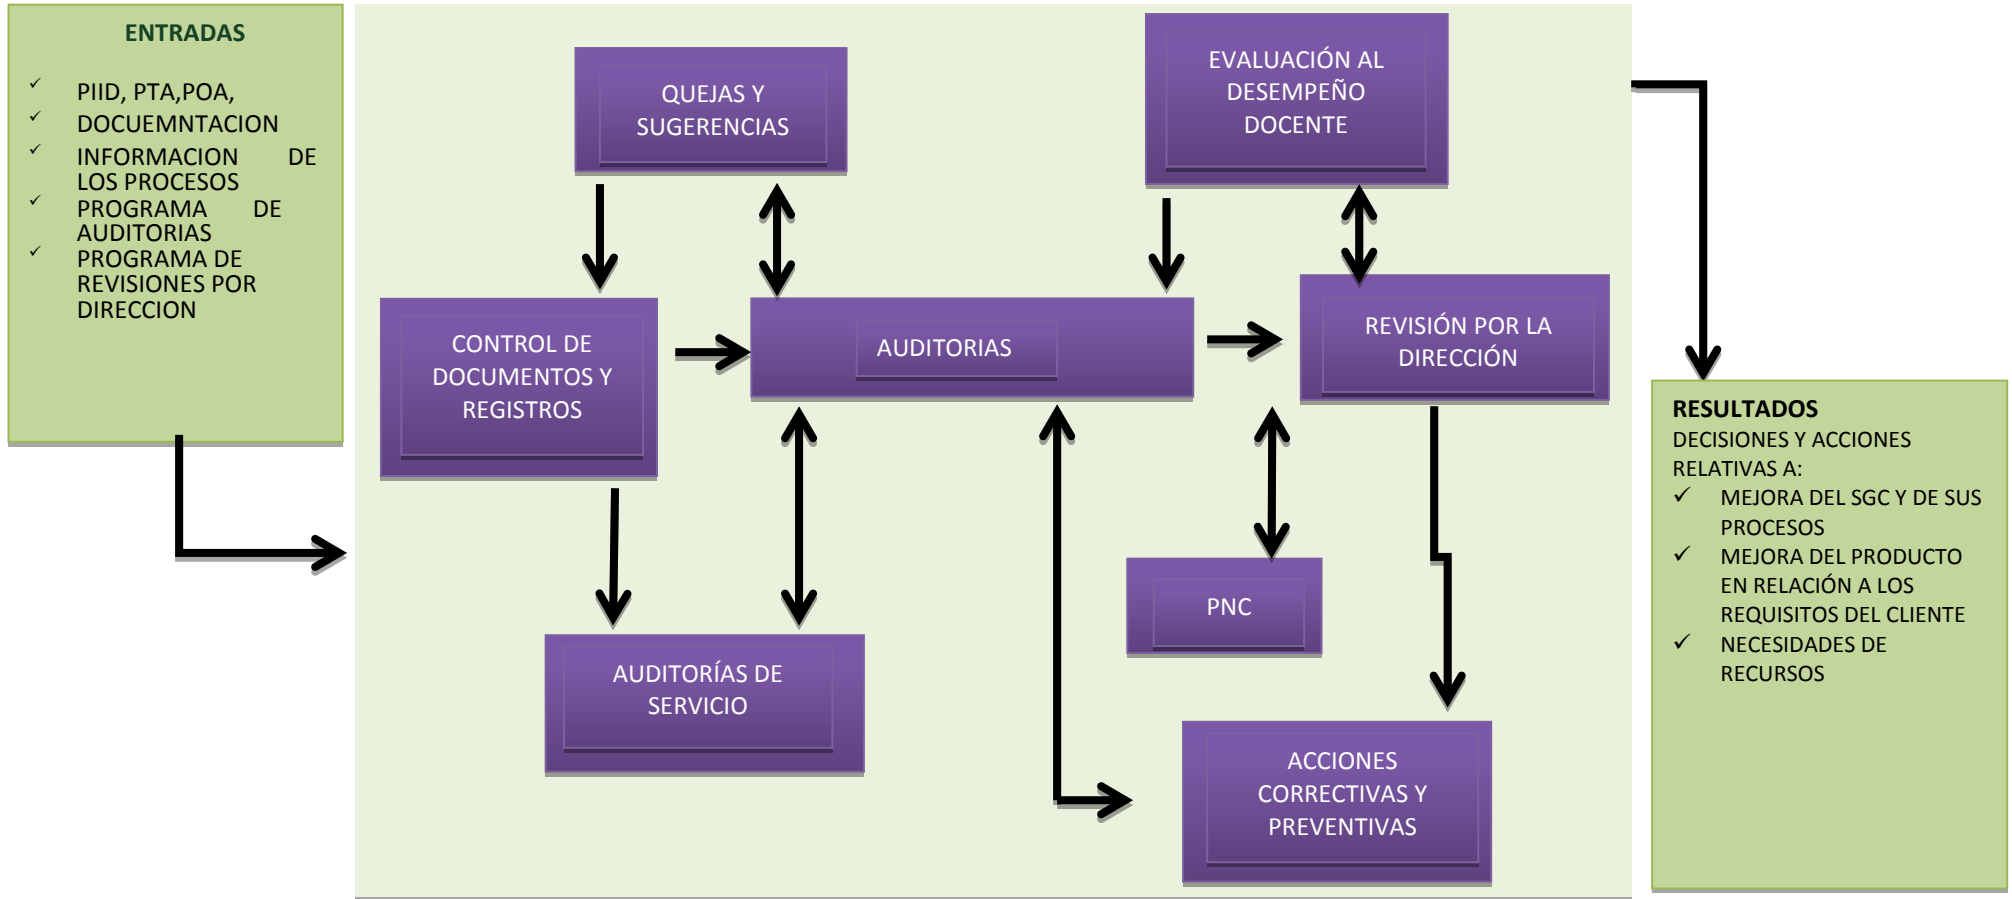 ENTRADAS
PIID, PTA,POA,
DOCUEMNTACION
INFORMACION DE
LOS PROCESOS
PROGRAMA DE
AUDITORIAS
PROGRAMA DE
REVISIONES POR
DIRECCION
QUEJAS Y
SUGERENCIAS
EVALUACIÓN AL
DESEMPEÑO
DOCENTE
CONTROL DE
DOCUMENTOS Y
REGISTROS
AUDITORIAS
REVISIÓN POR LA
DIRECCIÓN
PNC
AUDITORÍAS DE
SERVICIO
ACCIONES
CORRECTIVAS Y
PREVENTIVAS
RESULTADOS
DECISIONES Y ACCIONES
RELATIVAS A:
MEJORA DEL SGC Y DE SUS
PROCESOS
MEJORA DEL PRODUCTO
EN RELACIÓN A LOS
REQUISITOS DEL CLIENTE
NECESIDADES DE
RECURSOS